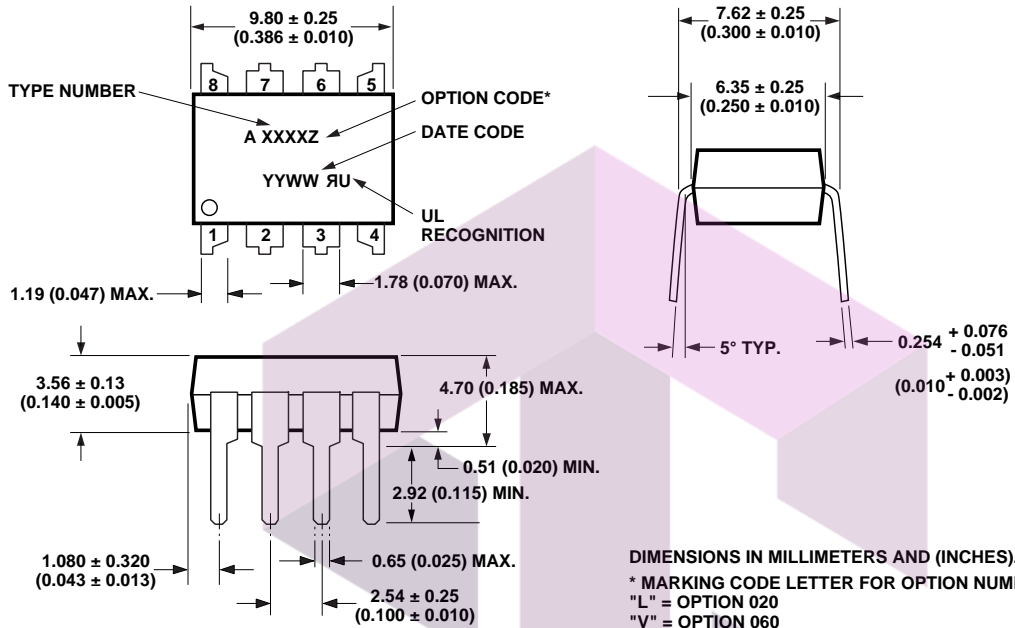 9.80 ± 0.25
(0.386 ± 0.010)
8 7 6 5
TYPE NUMBER
OPTION CODE*
A XXXXZ
DATE CODE
YYWW ЯU
UL
RECOGNITION
1 2 3 4
1.19 (0.047) MAX.
1.78 (0.070) MAX.
7.62 ± 0.25
(0.300 ± 0.010)
6.35 ± 0.25
(0.250 ± 0.010)
5° TYP.
0.254 + 0.076
- 0.051
(0.010 + 0.003)
- 0.002)
3.56 ± 0.13
(0.140 ± 0.005)
4.70 (0.185) MAX.
0.51 (0.020) MIN.
2.92 (0.115) MIN.
1.080 ± 0.320
(0.043 ± 0.013)
0.65 (0.025) MAX.
2.54 ± 0.25
(0.100 ± 0.010)
DIMENSIONS IN MILLIMETERS AND (INCHES).
* MARKING CODE LETTER FOR OPTION NUM
"L" = OPTION 020
"V" = OPTION 060